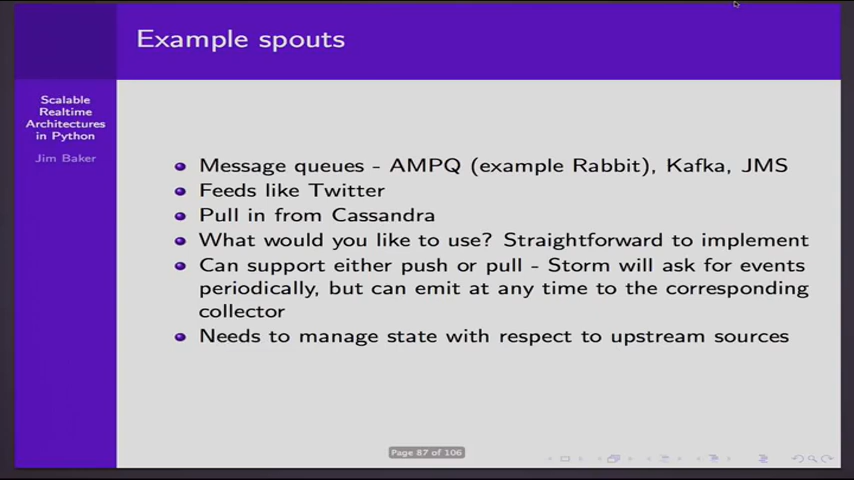 Example spouts
Scalable
Realtime
Architectures
in Python
Jim Baker
Message queues - AMPQ (example Rabbit), Kafka, JMS
Feeds like Twitter
Pull in from Cassandra
What would you like to use? Straightforward to implement
Can support either push or pull - Storm will ask for events
periodically, but can emit at any time to the corresponding
collector
Needs to manage state with respect to upstream sources
Page 87 of 106